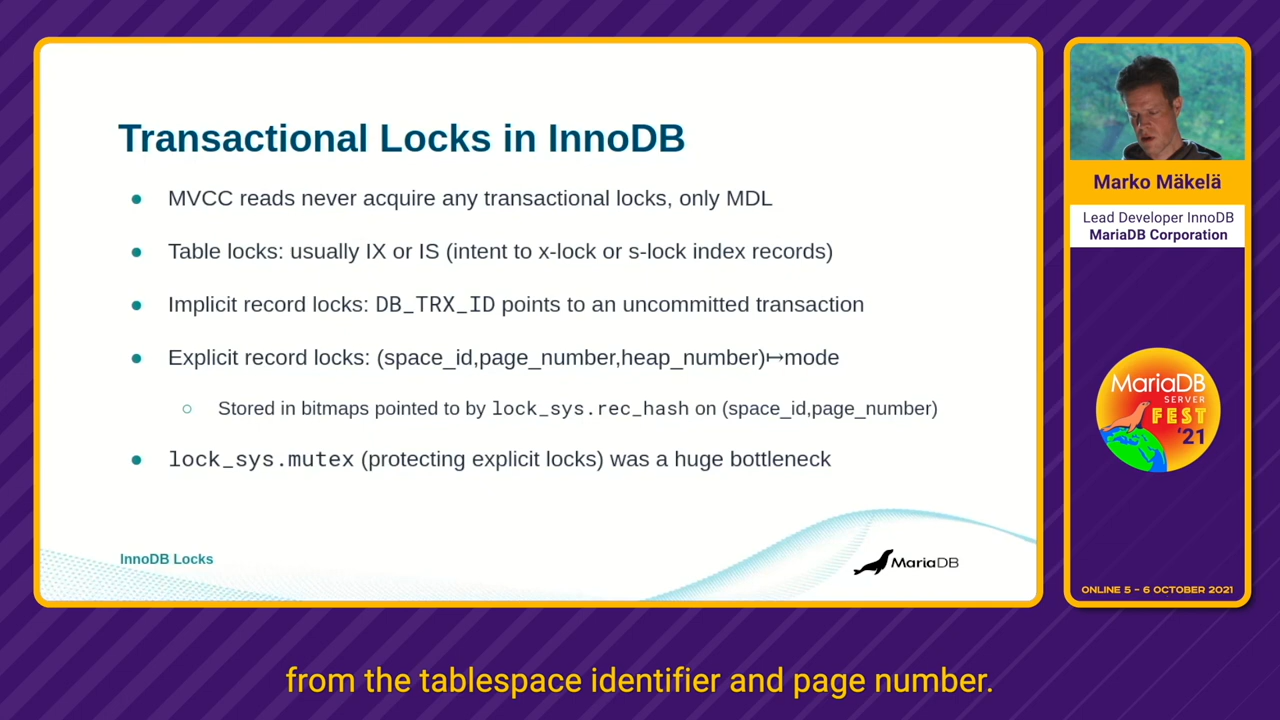 Transactional Locks in InnoDB
● MVCC reads never acquire any transactional locks, only MDL
● Table locks: usually IX or IS (intent to x-lock or s-lock index records)
● Implicit record locks: DB_TRX_ID points to an uncommitted transaction
● Explicit record locks: (space_id,page_number,heap_number)↦mode
○ Stored in bitmaps pointed to by lock_sys.rec_hash on (space_id,page_number)
● lock_sys.mutex (protecting explicit locks) was a huge bottleneck
InnoDB Locks
MariaDB
Marko Mäkelä
Lead Developer InnoDB
MariaDB Corporation
MariaDB
SERVER
FEST
'21
ONLINE 5 – 6 OCTOBER 2021
from the tablespace identifier and page number.